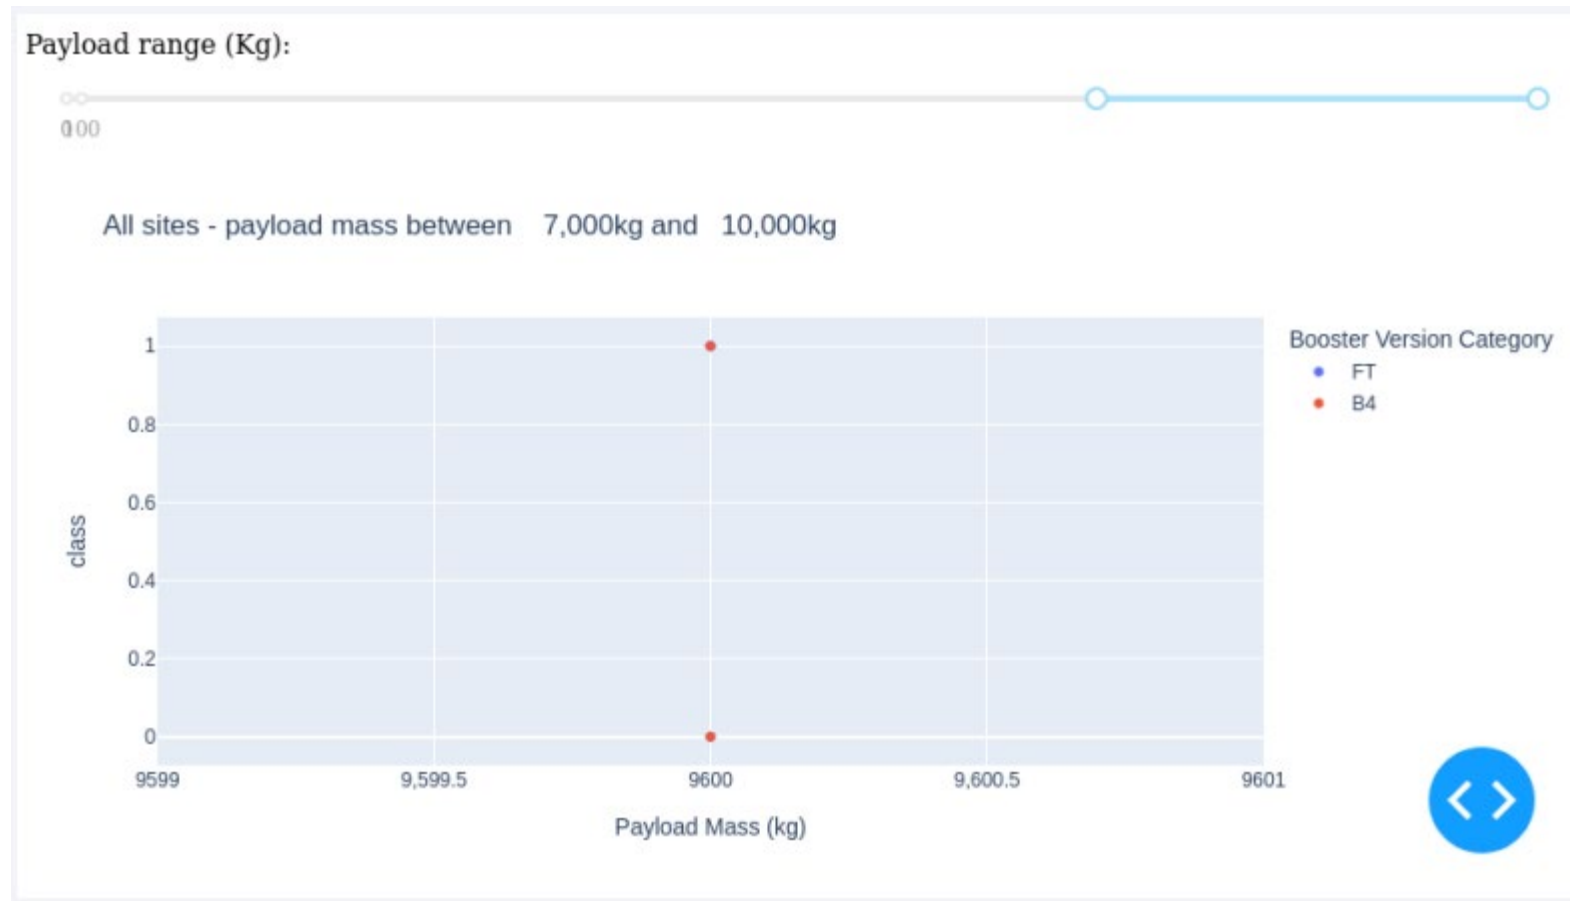 Payload range (Kg):
0 100
All sites - payload mass between 7,000kg and 10,000kg
1
0.8
0.6
0.4
0.2
0
class
9599 9,599.5 9600 9,600.5 9601
Payload Mass (kg)
Booster Version Category
FT
B4